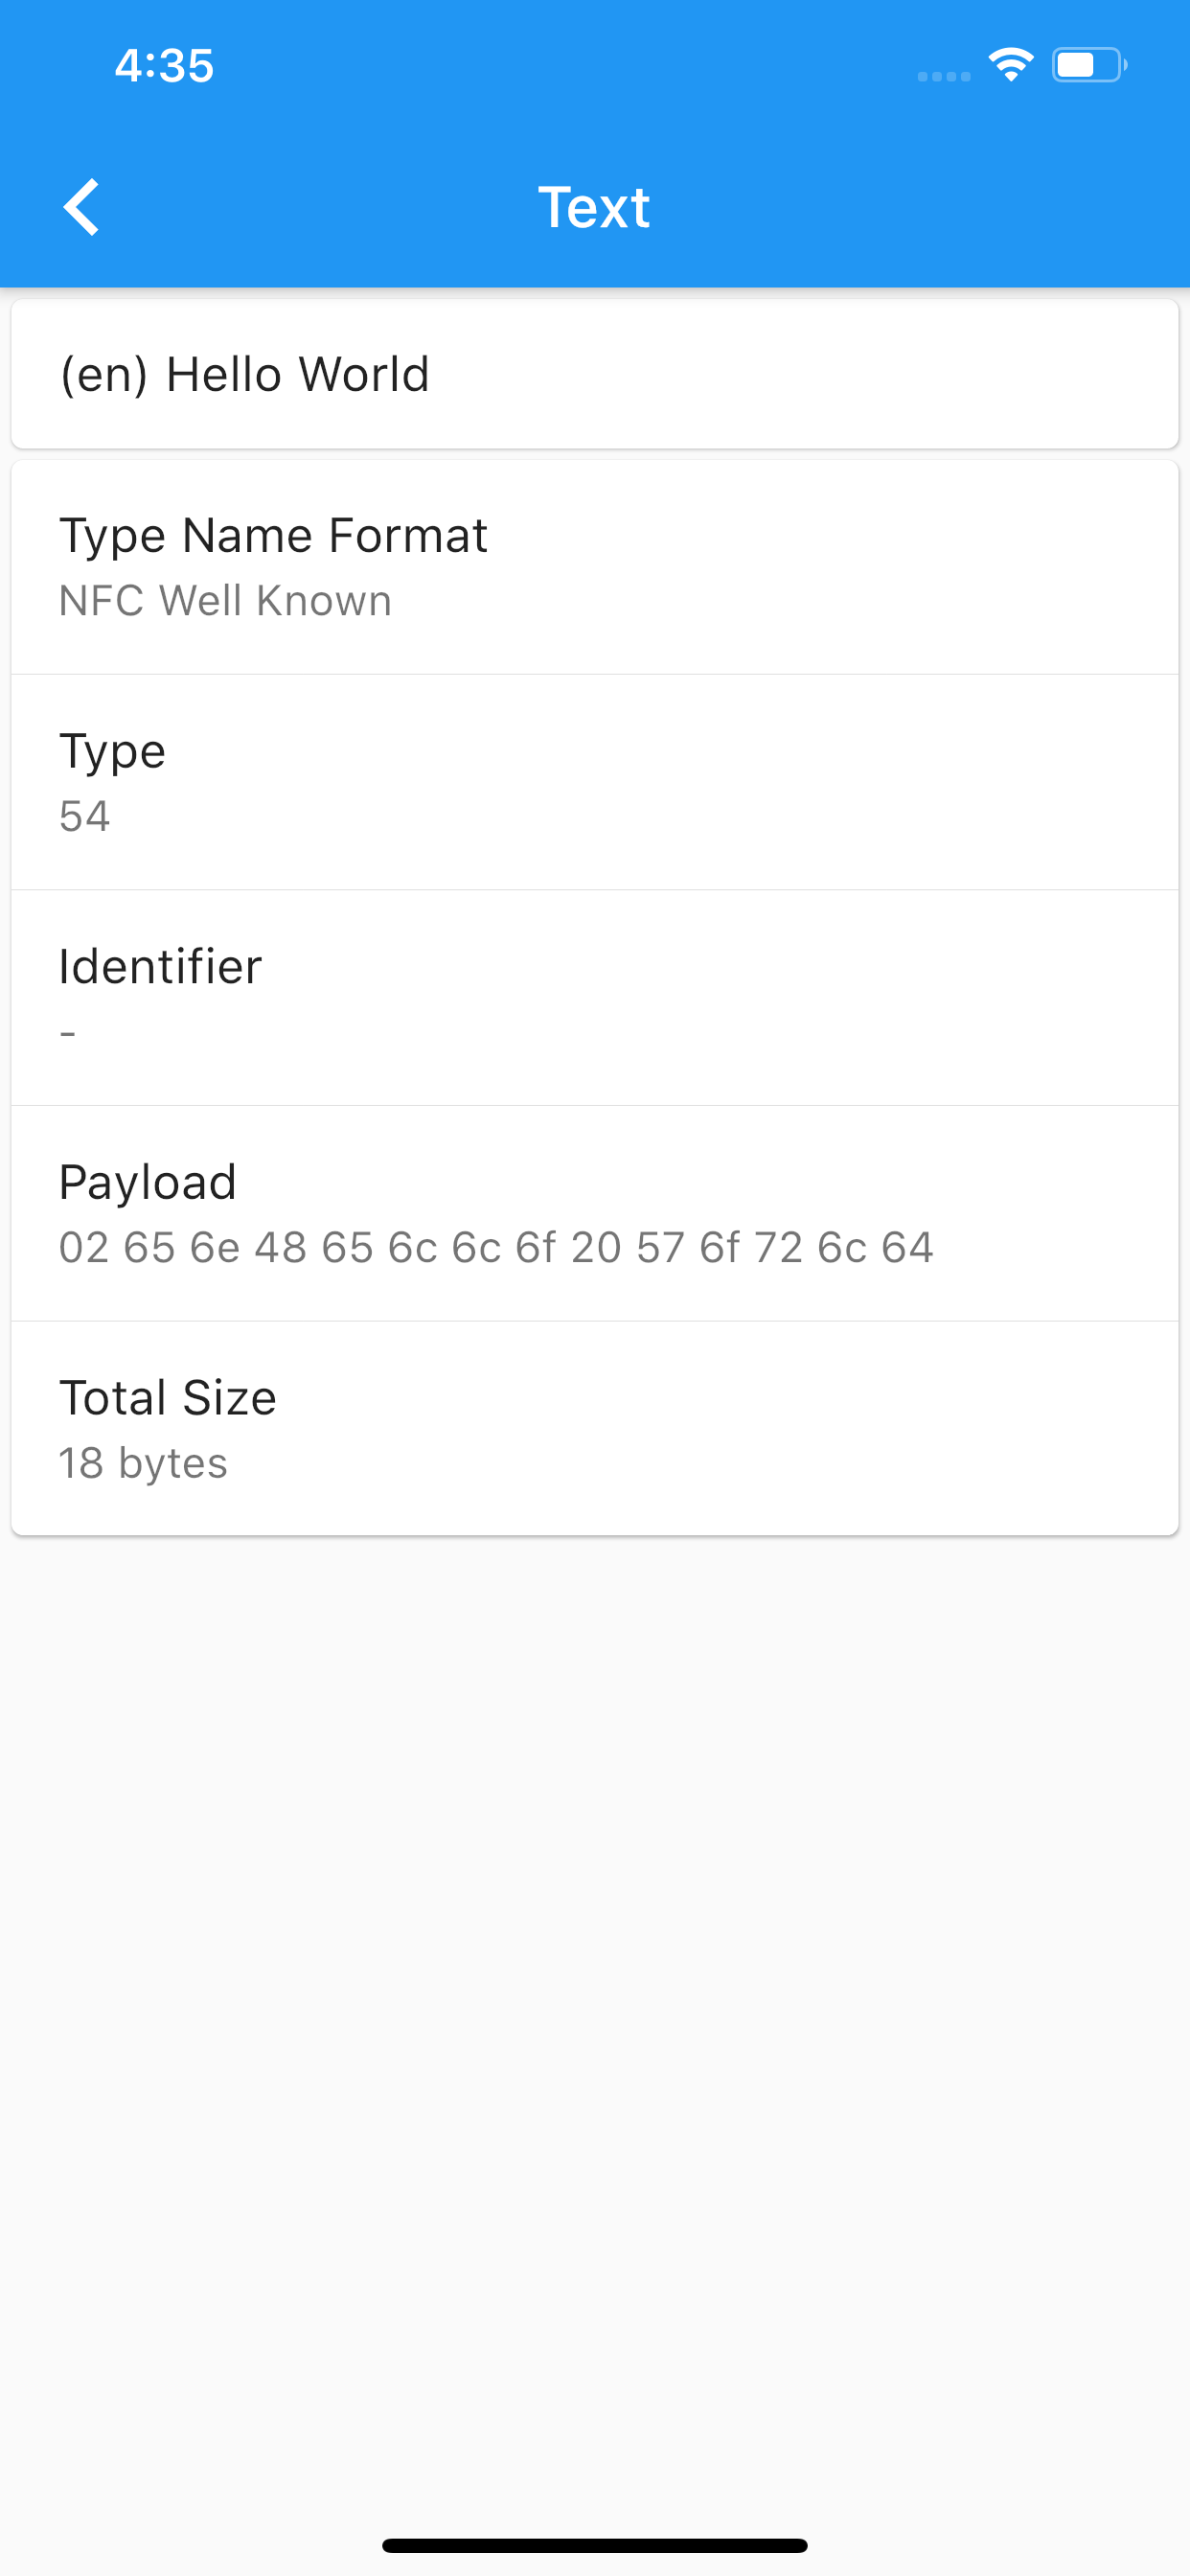 4:35
Text
(en) Hello World
Type Name Format
NFC Well Known
Type
54
Identifier
-
Payload
02 65 6e 48 65 6c 6c 6f 20 57 6f 72 6c 64
Total Size
18 bytes